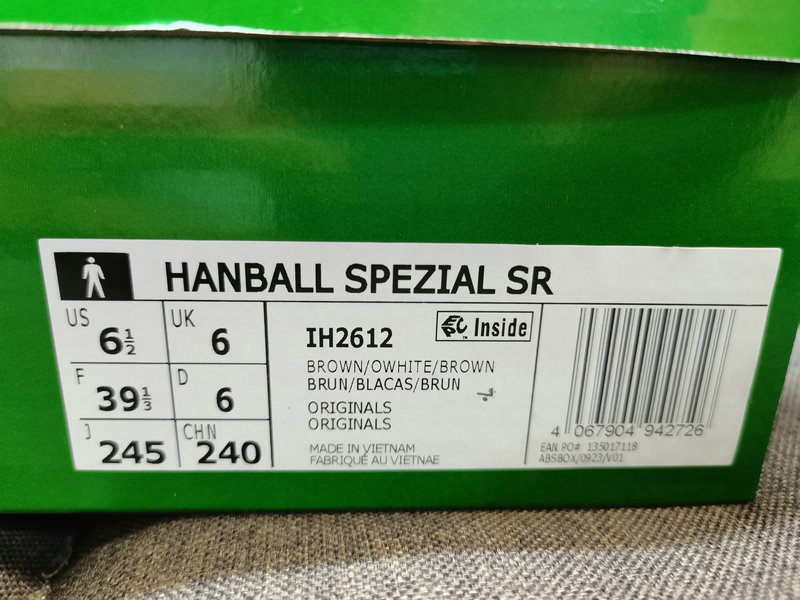 HANBALL SPEZIAL SR
US 6½
UK 6
F 39⅓
D 6
J 245
CHN 240
IH2612
EPC Inside
BROWN/OWHITE/BROWN
BRUN/BLACAS/BRUN
ORIGINALS
ORIGINALS
MADE IN VIETNAM
FABRIQUÉ AU VIETNAE
4 067904 942726
EAN PO# 135017118
ABSBOX/0923/V01